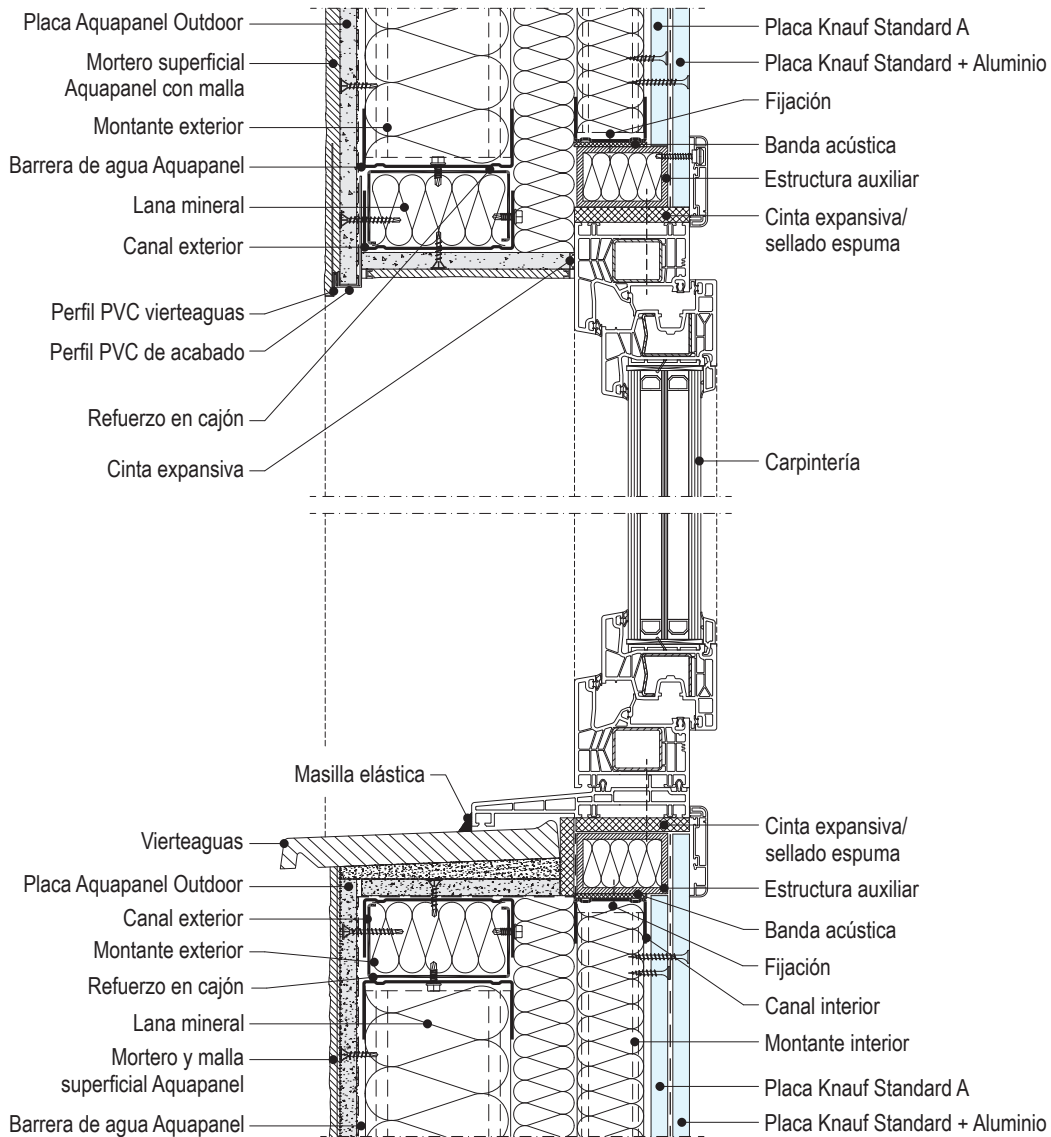 Placa Aquapanel Outdoor
Mortero superficial
Aquapanel con malla
Montante exterior
Barrera de agua Aquapanel
Lana mineral
Canal exterior
Perfil PVC vierteaguas
Perfil PVC de acabado
Refuerzo en cajón
Cinta expansiva
Placa Knauf Standard A
Placa Knauf Standard + Aluminio
Fijación
Banda acústica
Estructura auxiliar
Cinta expansiva/
sellado espuma
Carpintería
Masilla elástica
Vierteaguas
Placa Aquapanel Outdoor
Canal exterior
Montante exterior
Refuerzo en cajón
Lana mineral
Mortero y malla
superficial Aquapanel
Barrera de agua Aquapanel
Cinta expansiva/
sellado espuma
Estructura auxiliar
Banda acústica
Fijación
Canal interior
Montante interior
Placa Knauf Standard A
Placa Knauf Standard + Aluminio